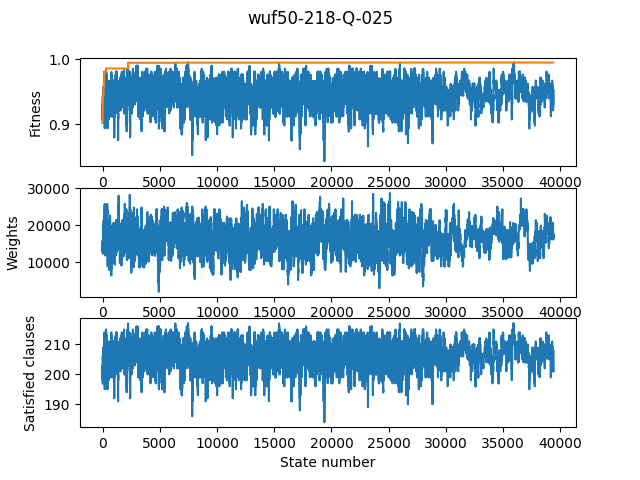 wuf50-218-Q-025
1.0
0.9
Fitness
0 5000 10000 15000 20000 25000 30000 35000 40000
30000
20000
10000
Weights
0 5000 10000 15000 20000 25000 30000 35000 40000
210
200
190
Satisfied clauses
0 5000 10000 15000 20000 25000 30000 35000 40000
State number